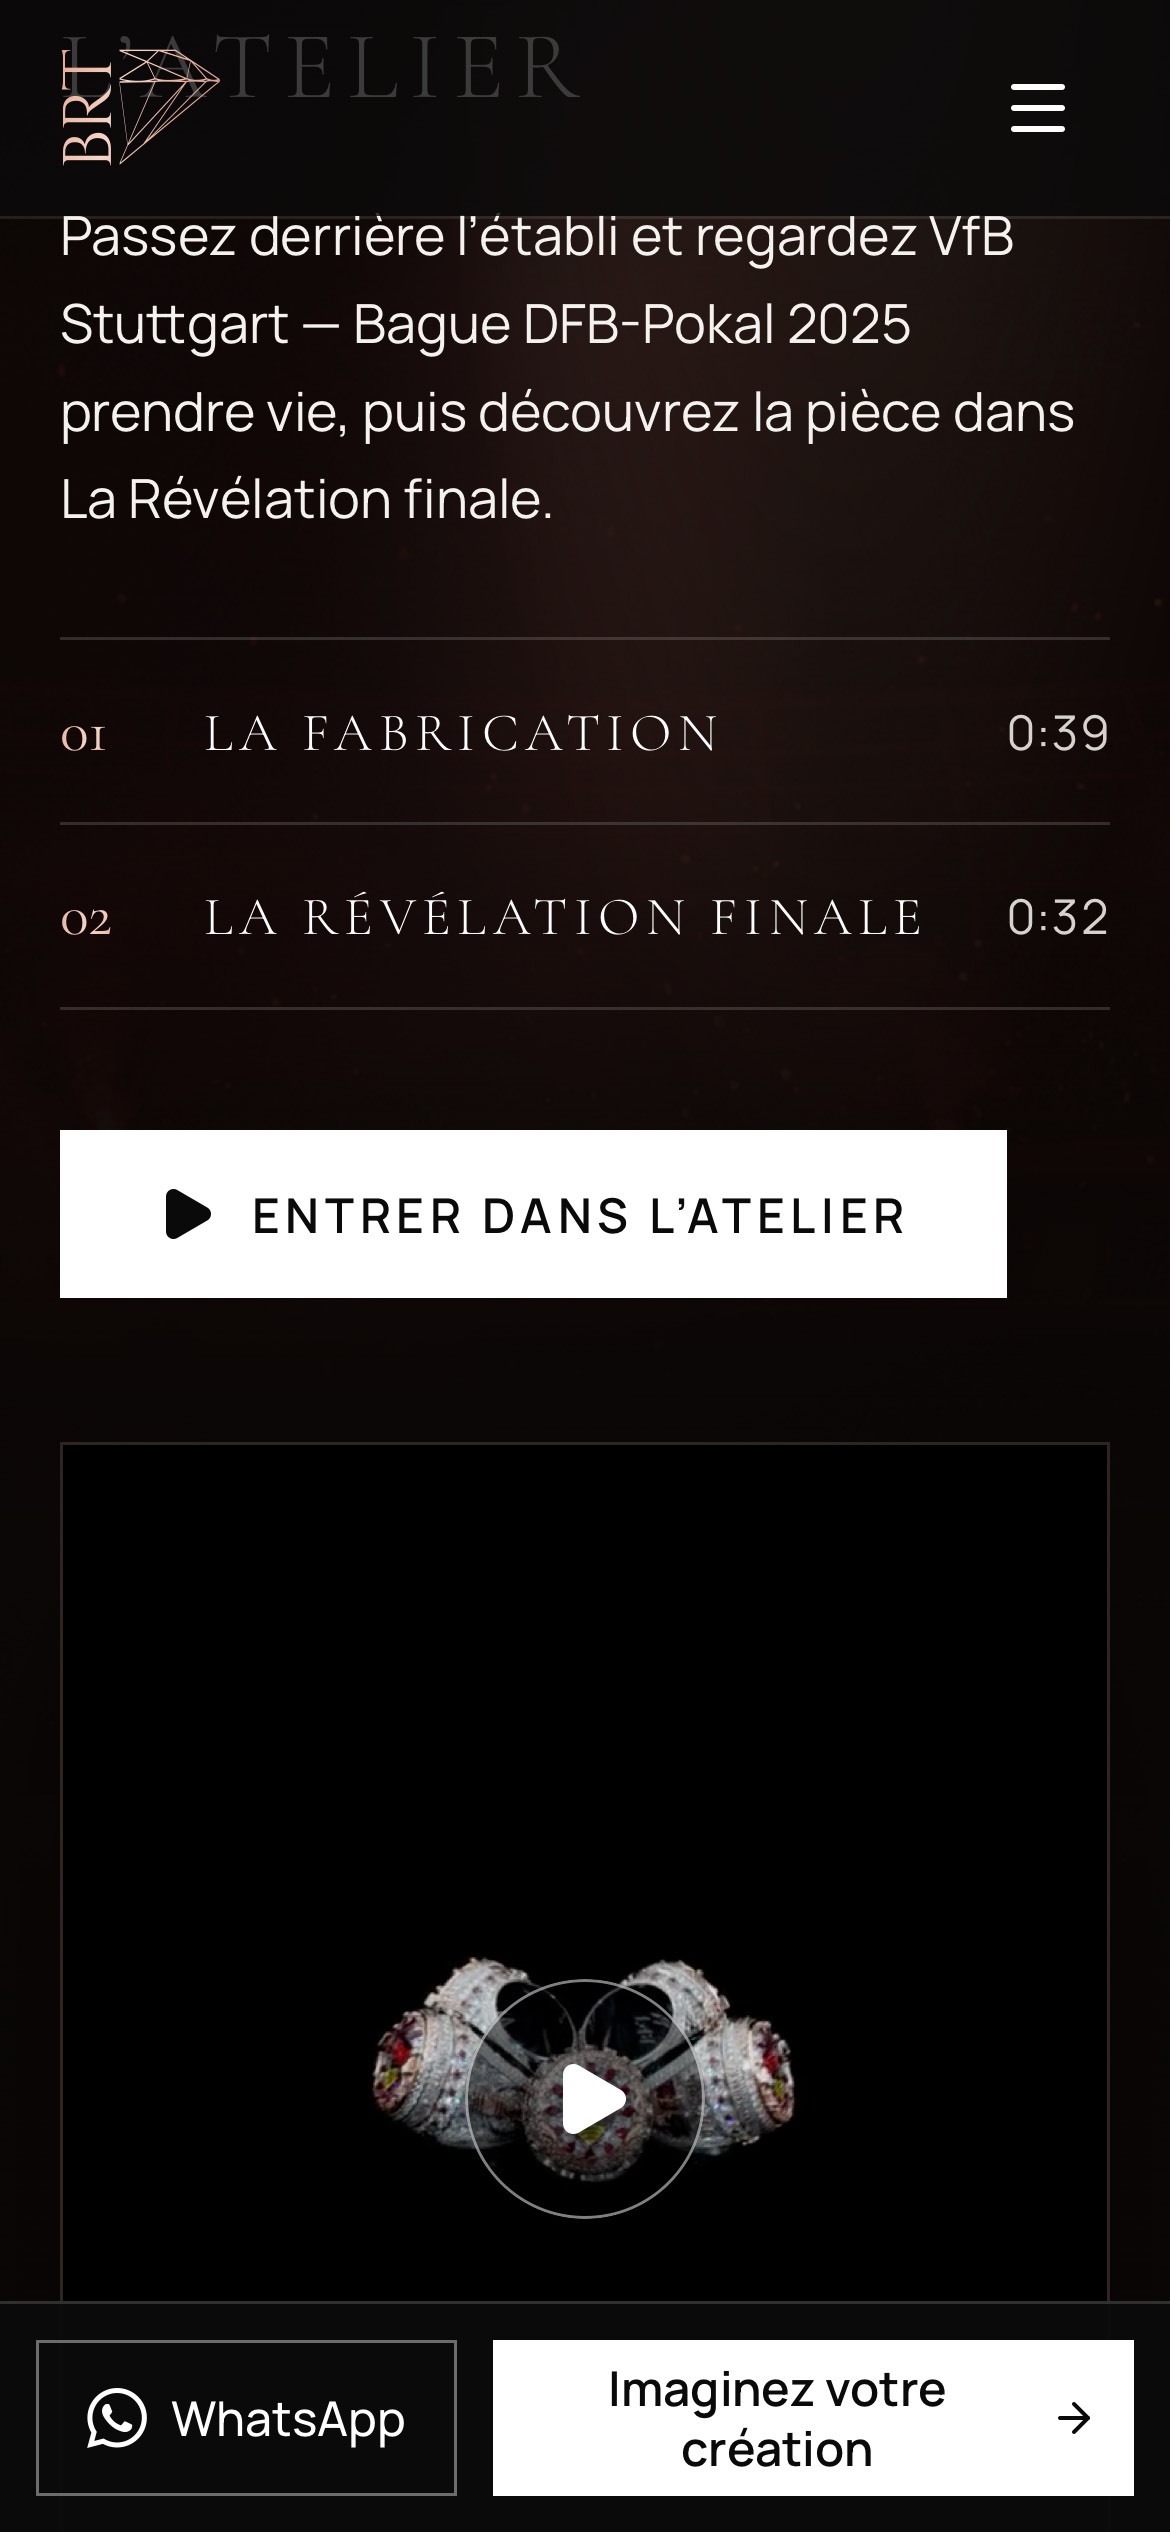 L’ATELIER
BRT
Passez derrière l’établi et regardez VfB
Stuttgart — Bague DFB-Pokal 2025
prendre vie, puis découvrez la pièce dans
La Révélation finale.
01 LA FABRICATION 0:39
02 LA RÉVÉLATION FINALE 0:32
ENTRER DANS L’ATELIER
WhatsApp
Imaginez votre
création